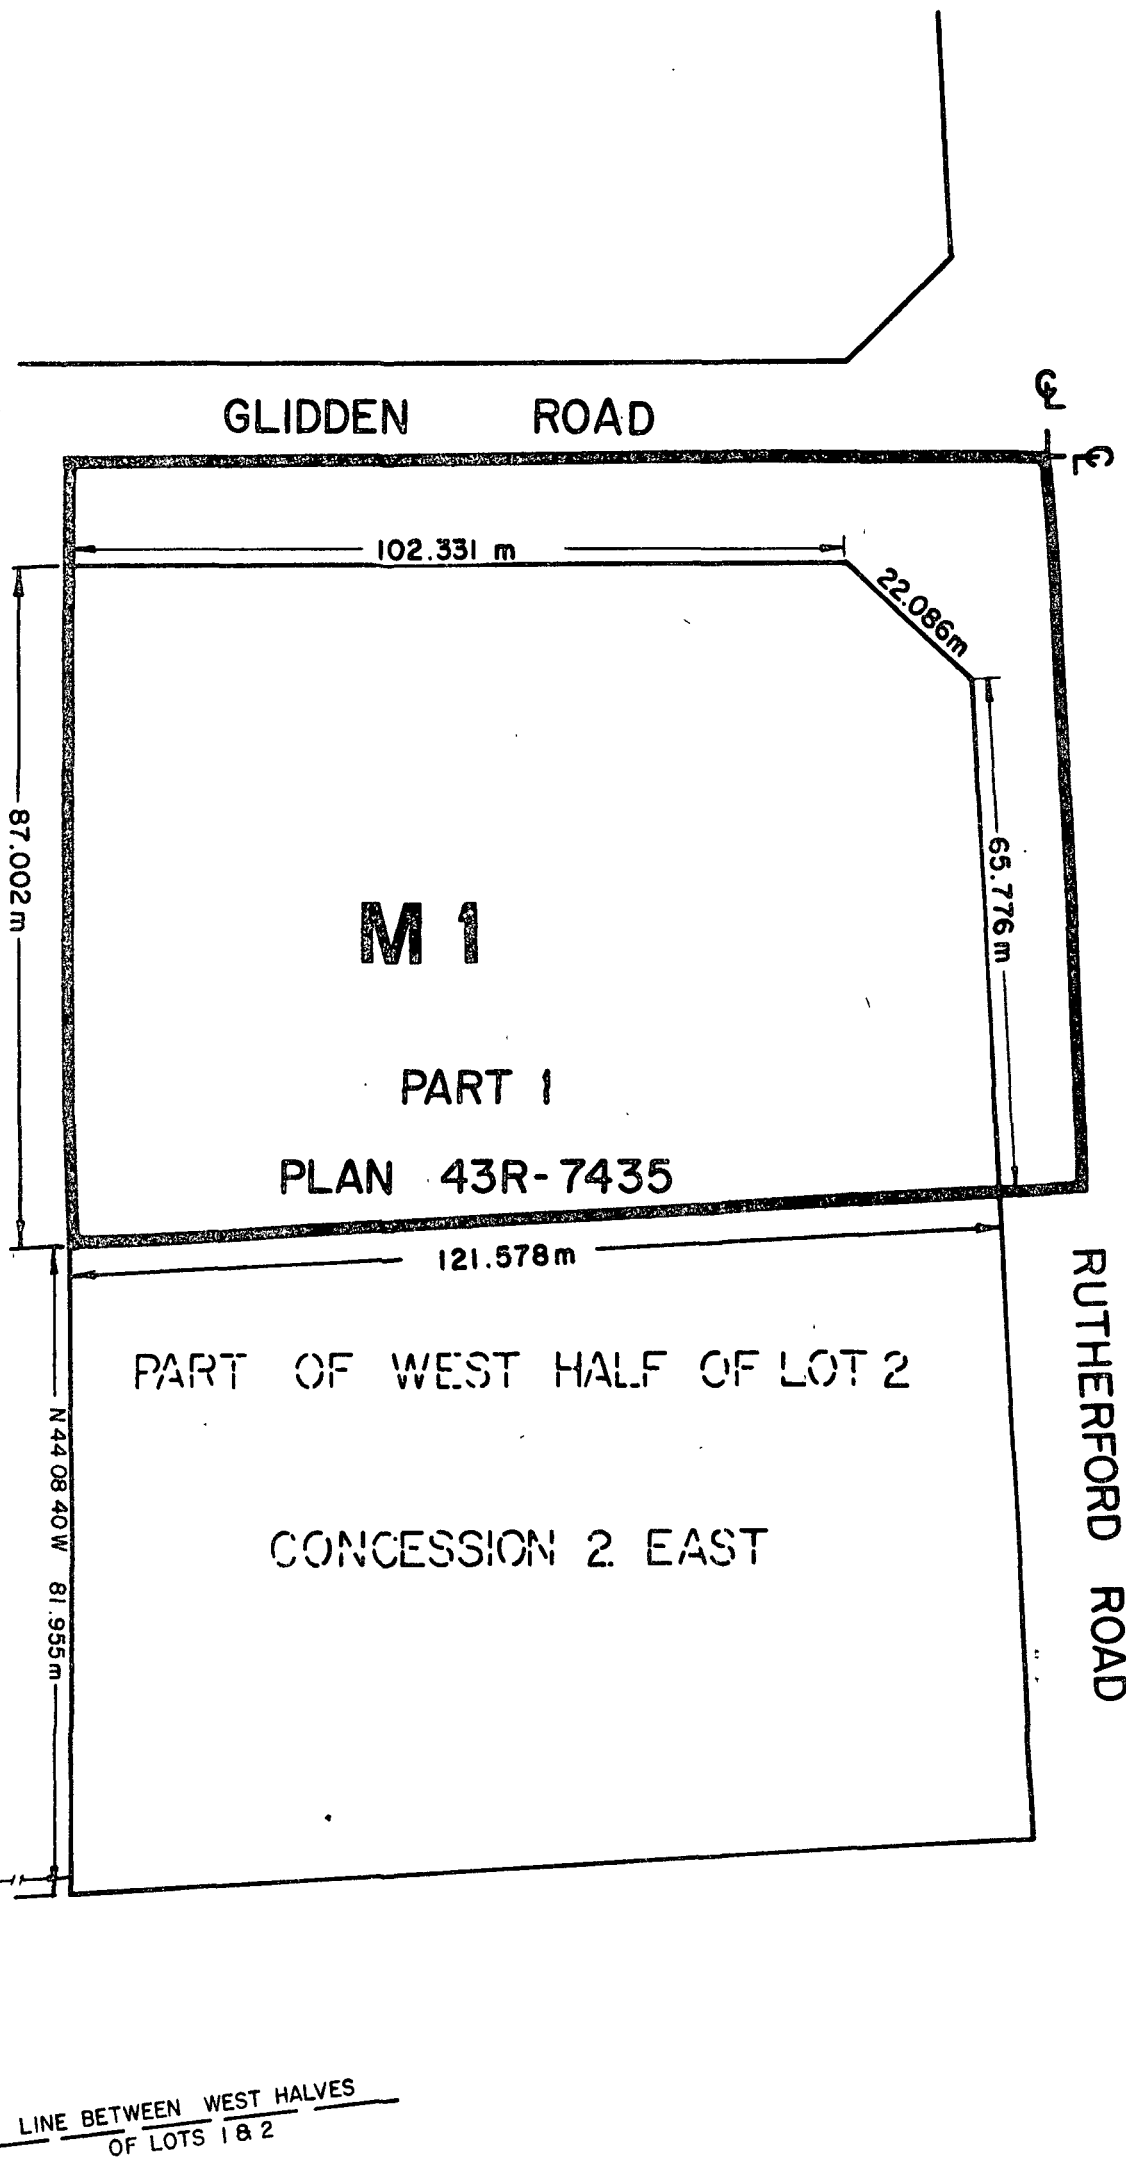 GLIDDEN ROAD
℄
℄
102.331 m
22.086m
87.002m
65.776m
M 1
PART 1
PLAN 43R-7435
121.578m
RUTHERFORD ROAD
PART OF WEST HALF OF LOT 2
N44 08 40W 81.955m
CONCESSION 2 EAST
LINE BETWEEN WEST HALVES
OF LOTS 1 & 2